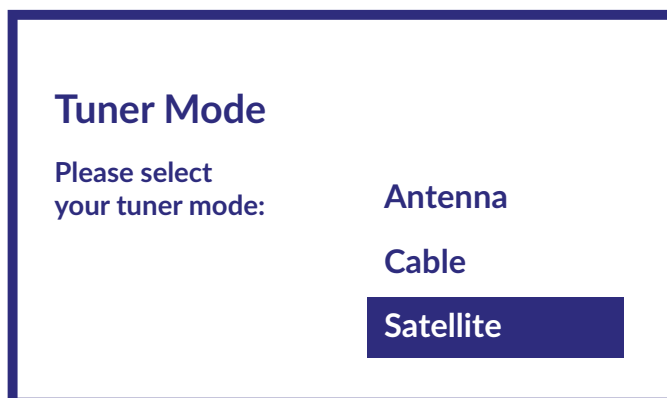 Tuner Mode
Please select
your tuner mode:
Antenna
Cable
Satellite